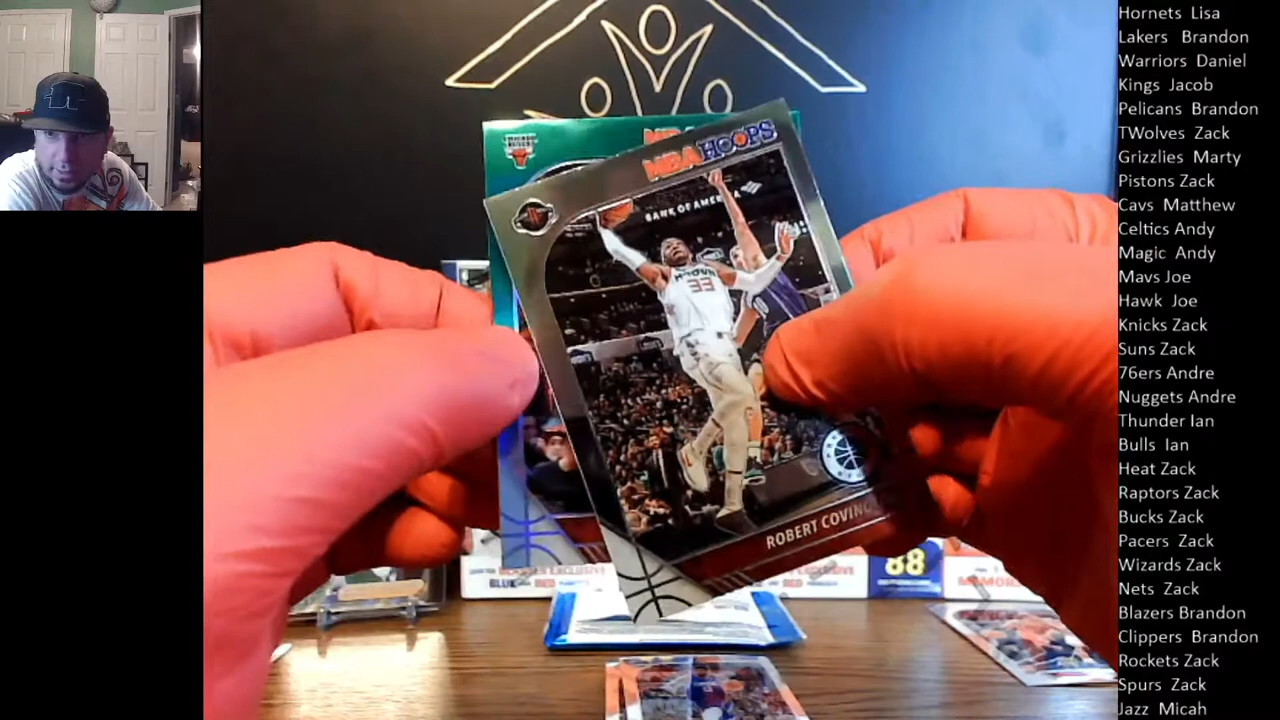 NBA HOOPS
BANK OF AMERICA
33
ROBERT COVING
88
Hornets Lisa
Lakers Brandon
Warriors Daniel
Kings Jacob
Pelicans Brandon
TWolves Zack
Grizzlies Marty
Pistons Zack
Cavs Matthew
Celtics Andy
Magic Andy
Mavs Joe
Hawk Joe
Knicks Zack
Suns Zack
76ers Andre
Nuggets Andre
Thunder Ian
Bulls Ian
Heat Zack
Raptors Zack
Bucks Zack
Pacers Zack
Wizards Zack
Nets Zack
Blazers Brandon
Clippers Brandon
Rockets Zack
Spurs Zack
Jazz Micah